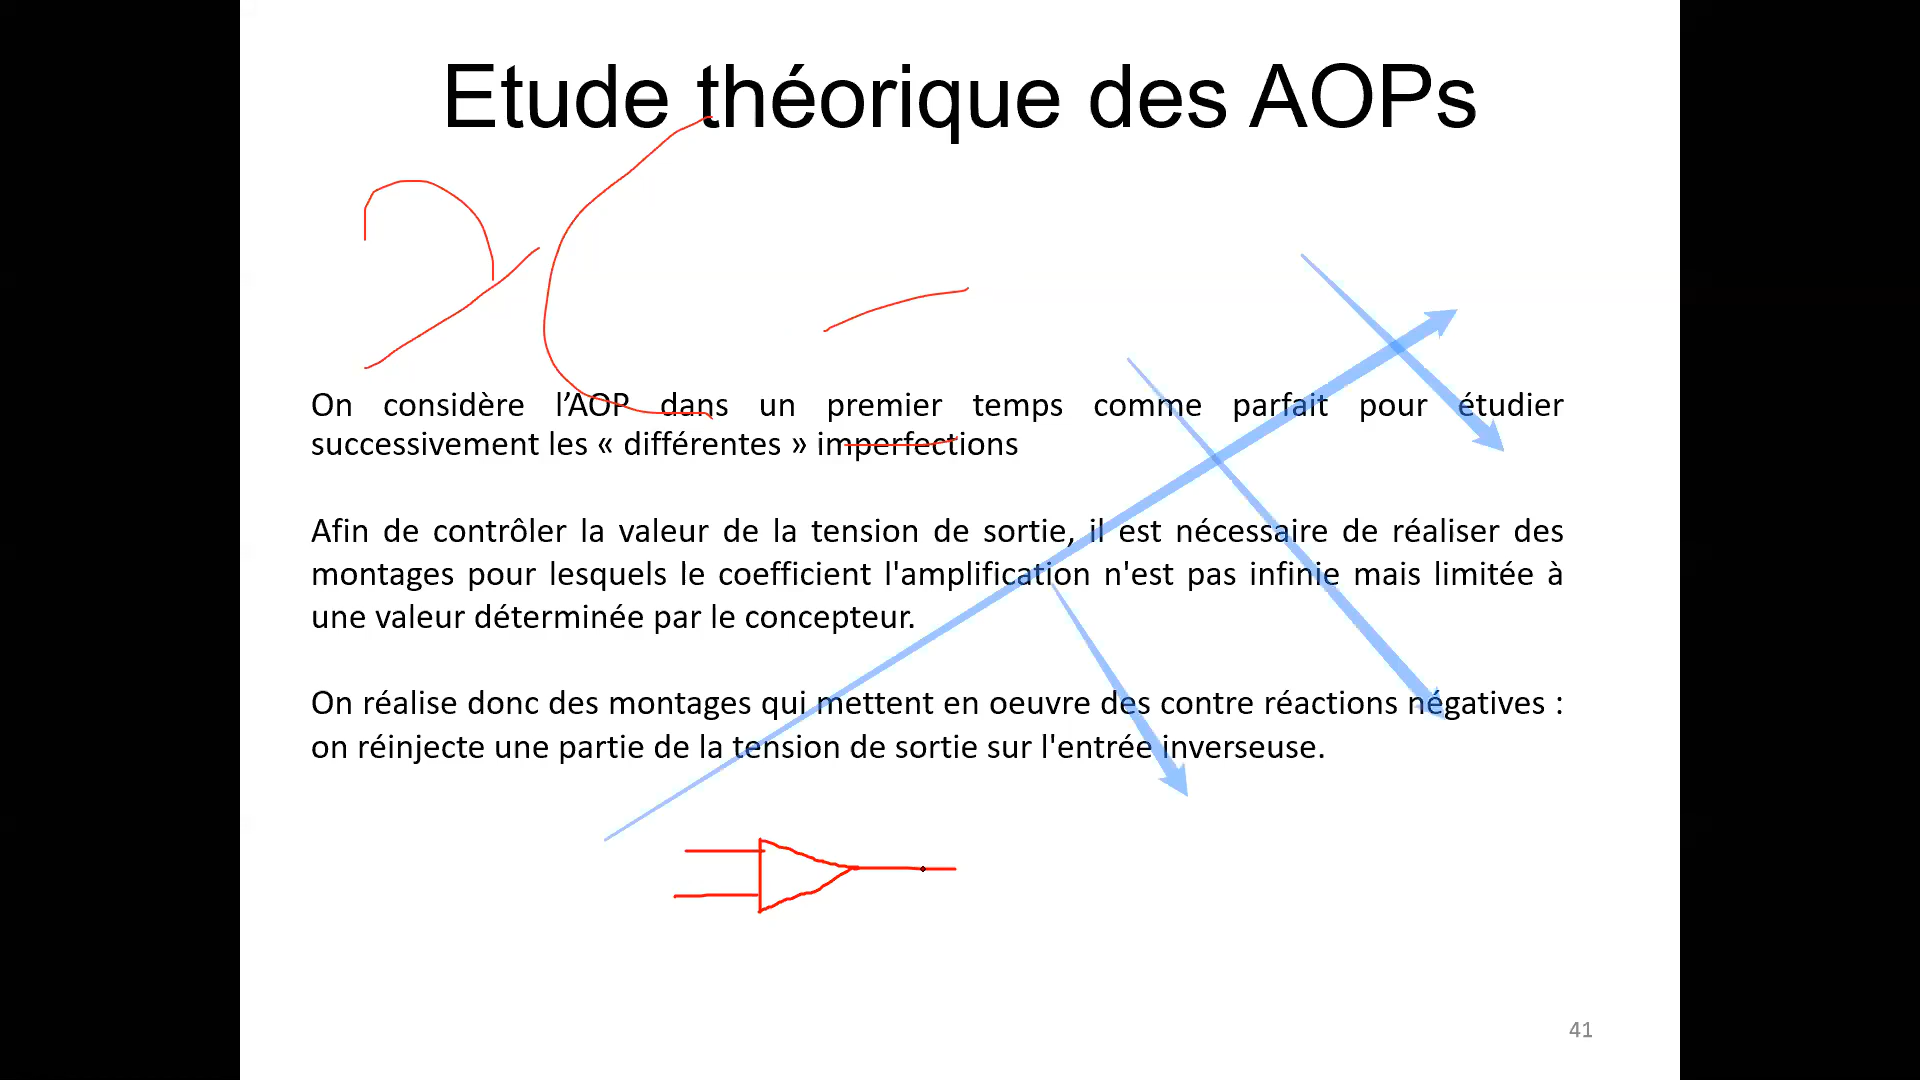 Etude théorique des AOPs
On considère l’AOP dans un premier temps comme parfait pour étudier
successivement les « différentes » imperfections
Afin de contrôler la valeur de la tension de sortie, il est nécessaire de réaliser des
montages pour lesquels le coefficient l'amplification n'est pas infinie mais limitée à
une valeur déterminée par le concepteur.
On réalise donc des montages qui mettent en oeuvre des contre réactions négatives :
on réinjecte une partie de la tension de sortie sur l'entrée inverseuse.
41